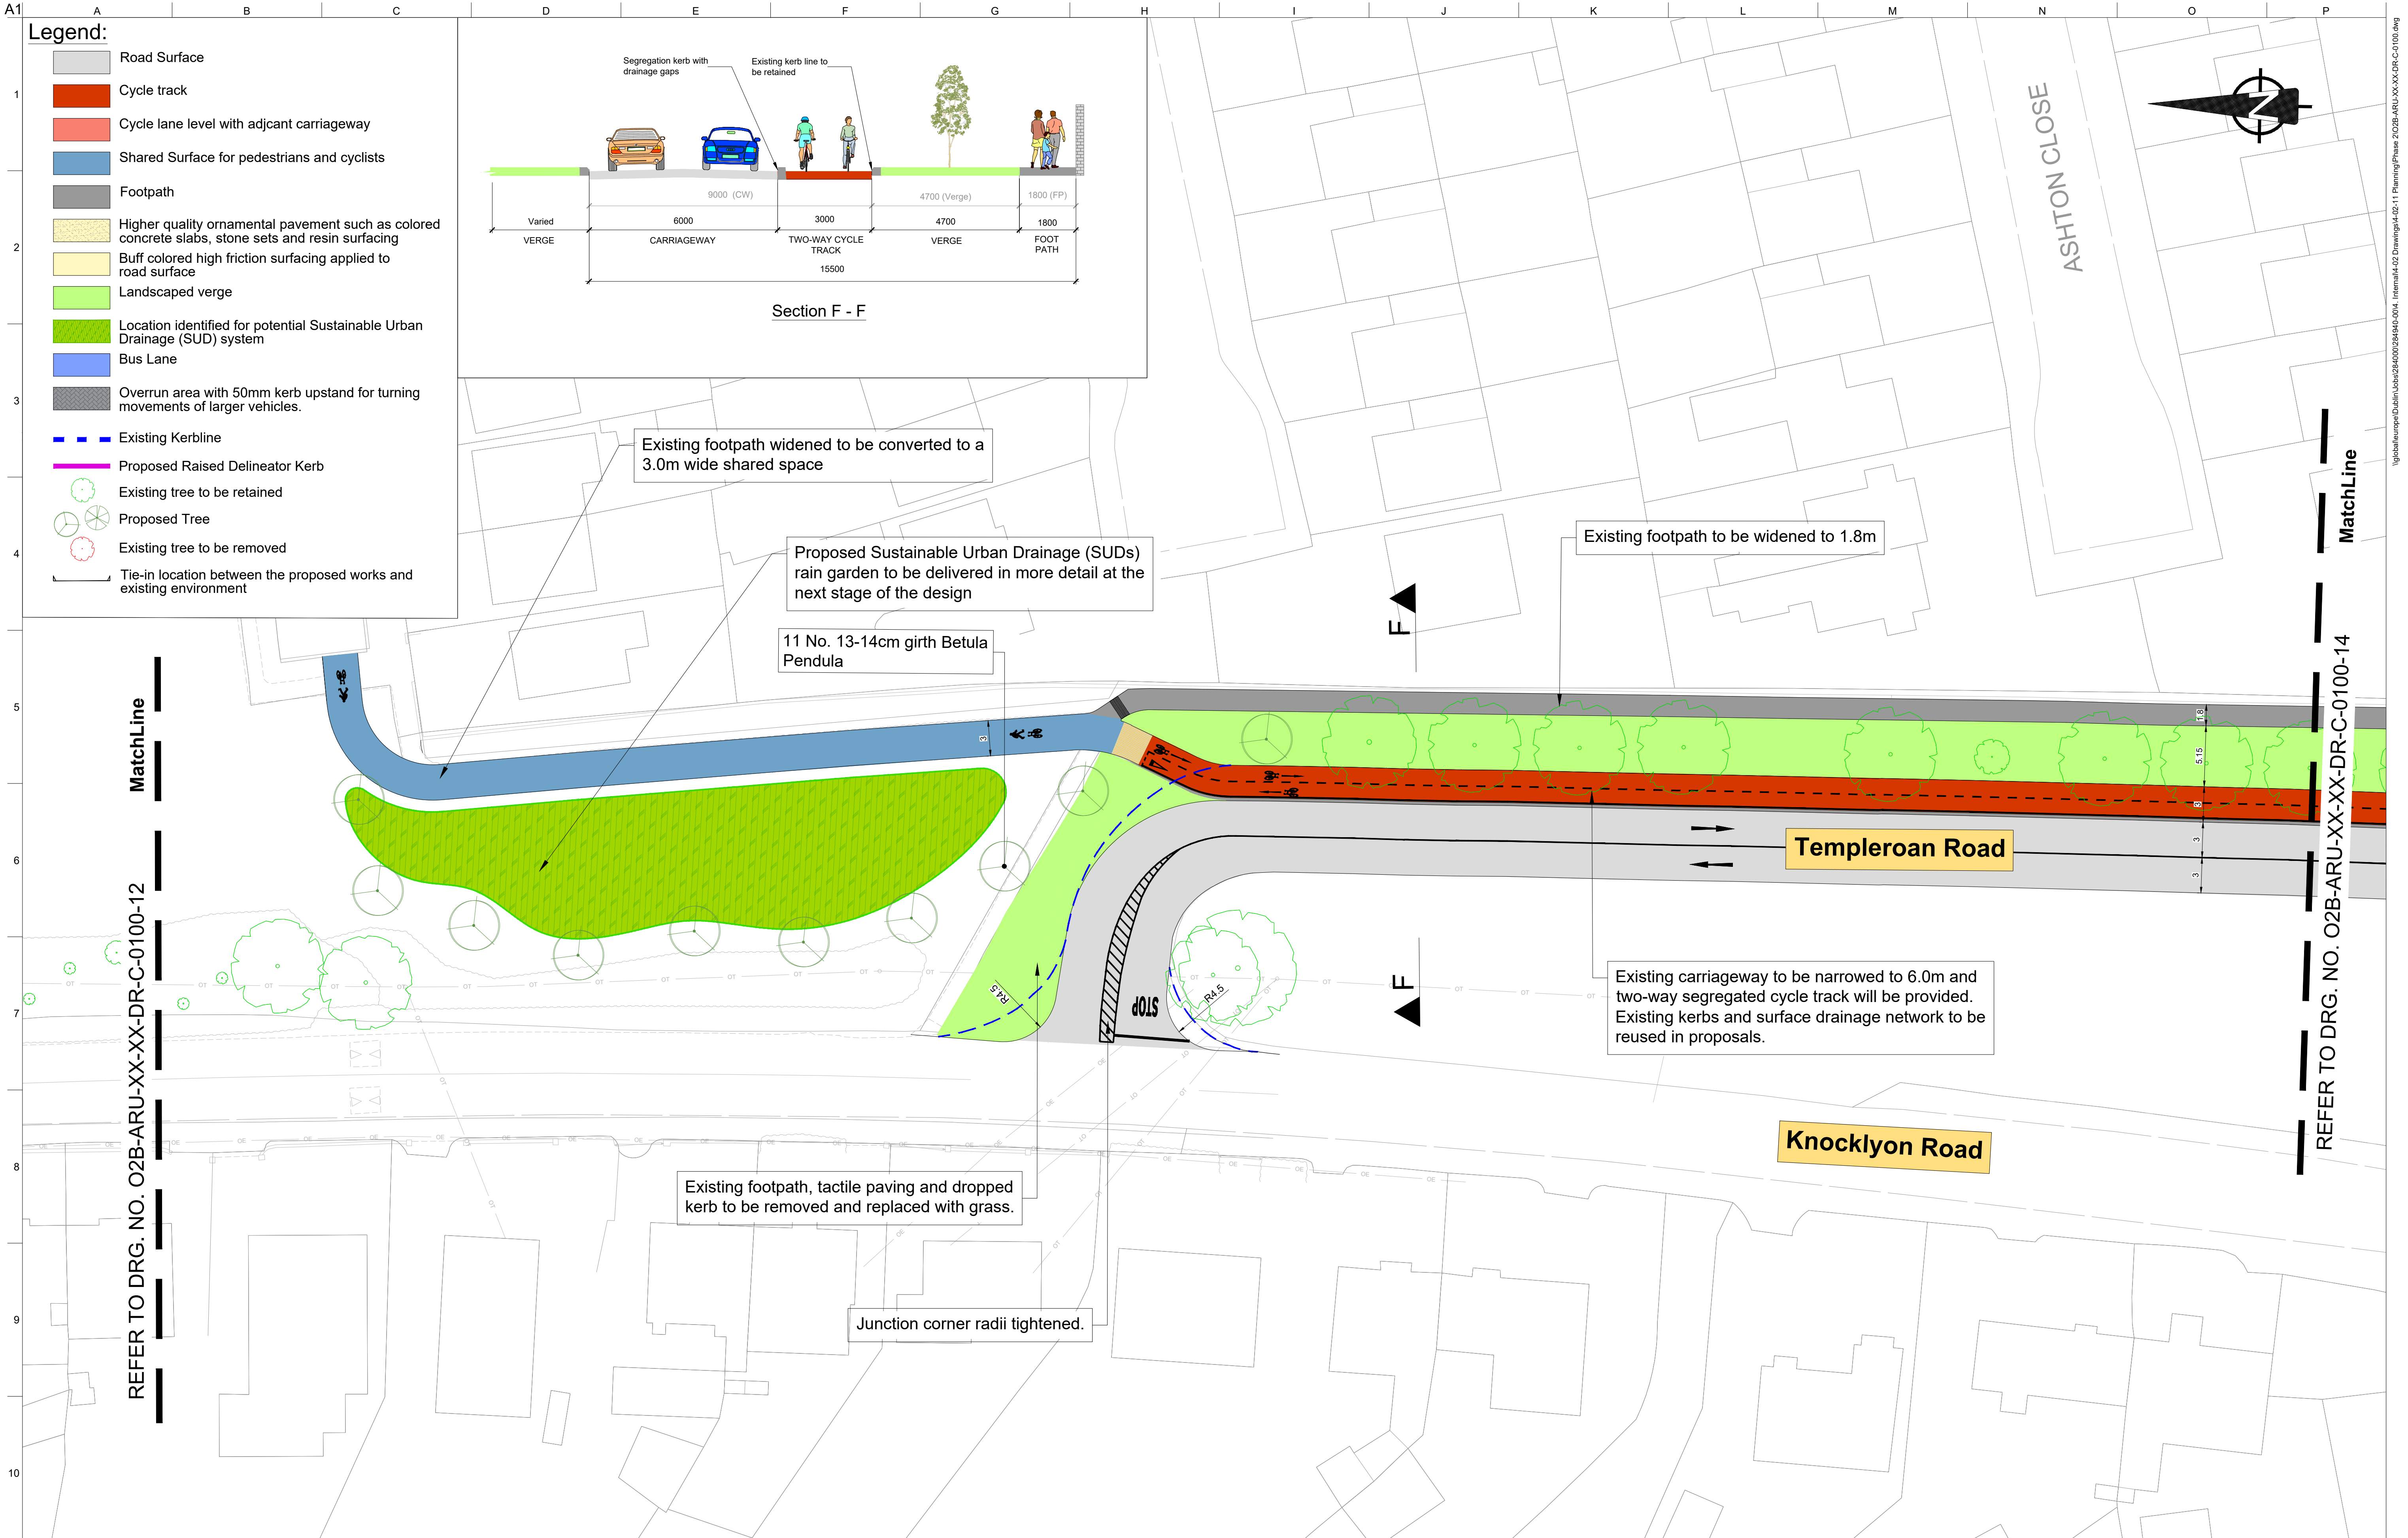 A1
A B C D E F G H I J K L M N O P
1
2
3
4
5
6
7
8
9
10
Legend:
Road Surface
Cycle track
Cycle lane level with adjcant carriageway
Shared Surface for pedestrians and cyclists
Footpath
Higher quality ornamental pavement such as colored
concrete slabs, stone sets and resin surfacing
Buff colored high friction surfacing applied to
road surface
Landscaped verge
Location identified for potential Sustainable Urban
Drainage (SUD) system
Bus Lane
Overrun area with 50mm kerb upstand for turning
movements of larger vehicles.
Existing Kerbline
Proposed Raised Delineator Kerb
Existing tree to be retained
Proposed Tree
Existing tree to be removed
Tie-in location between the proposed works and
existing environment
Segregation kerb with
drainage gaps
Existing kerb line to
be retained
9000 (CW)
4700 (Verge)
1800 (FP)
Varied
6000
3000
4700
1800
VERGE
CARRIAGEWAY
TWO-WAY CYCLE
TRACK
VERGE
FOOT
PATH
15500
Section F - F
N
ASHTON CLOSE
Existing footpath widened to be converted to a
3.0m wide shared space
Proposed Sustainable Urban Drainage (SUDs)
rain garden to be delivered in more detail at the
next stage of the design
11 No. 13-14cm girth Betula
Pendula
Existing footpath to be widened to 1.8m
F
F
MatchLine
REFER TO DRG. NO. O2B-ARU-XX-XX-DR-C-0100-12
MatchLine
REFER TO DRG. NO. O2B-ARU-XX-XX-DR-C-0100-14
3
1.8
5.15
3
3
3
Templeroan Road
R4.5
STOP
R4.5
Existing carriageway to be narrowed to 6.0m and
two-way segregated cycle track will be provided.
Existing kerbs and surface drainage network to be
reused in proposals.
Knocklyon Road
Existing footpath, tactile paving and dropped
kerb to be removed and replaced with grass.
Junction corner radii tightened.